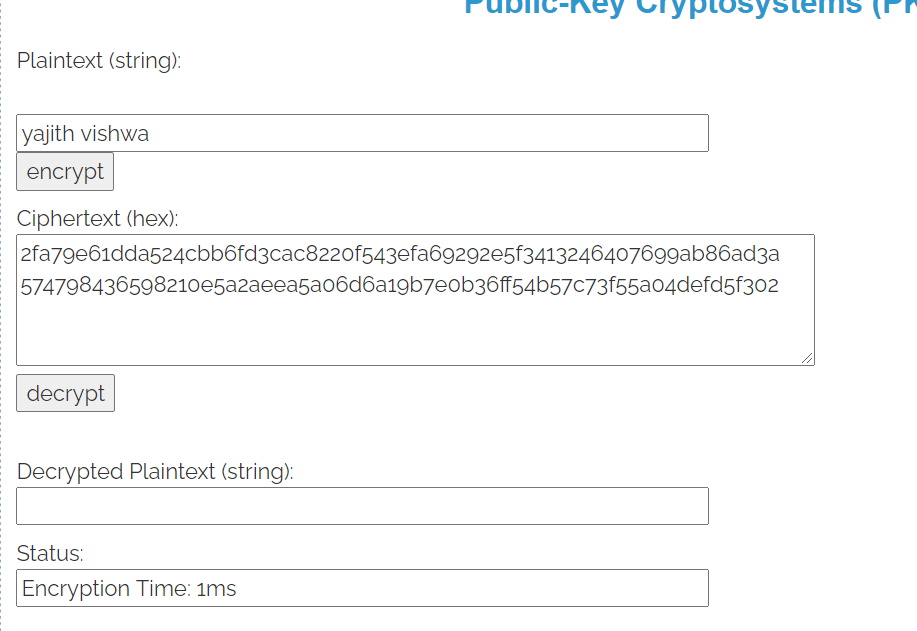 Public-Key Cryptosystems (PK
Plaintext (string):
yajith vishwa
encrypt
Ciphertext (hex):
2fa79e61dda524cbb6fd3cac8220f543efa69292e5f3413246407699ab86ad3a
574798436598210e5a2aeea5a06d6a19b7e0b36ff54b57c73f55a04defd5f302
decrypt
Decrypted Plaintext (string):
Status:
Encryption Time: 1ms